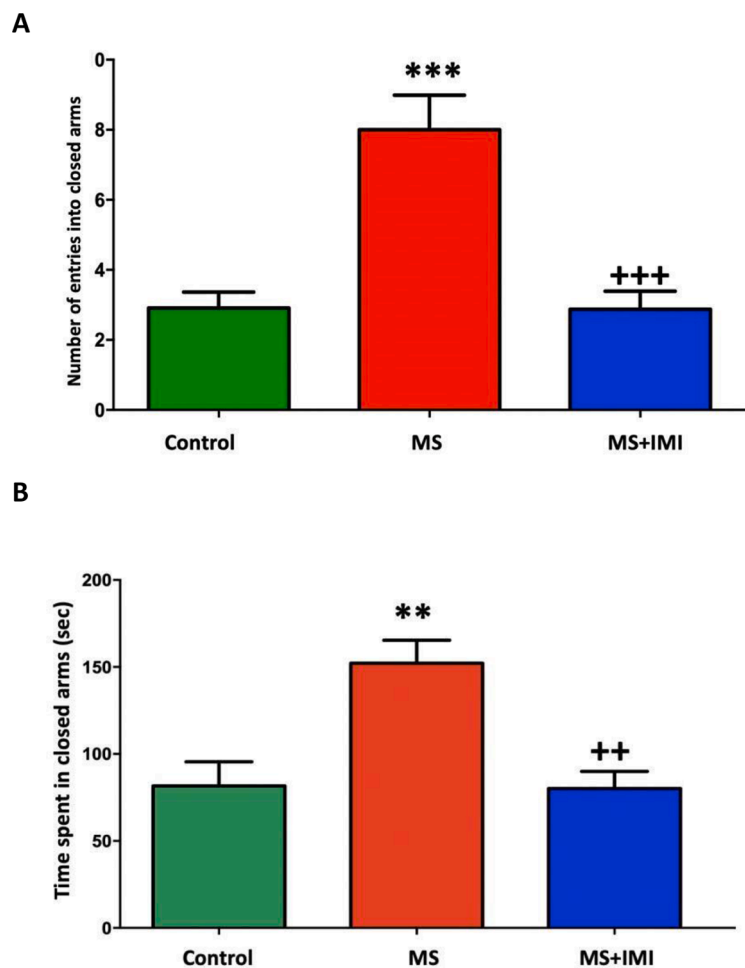 A
Number of entries into closed arms
0
8
6
4
2
0
***
+++
Control MS MS+IMI
B
Time spent in closed arms (sec)
200
150
100
50
0
**
++
Control MS MS+IMI